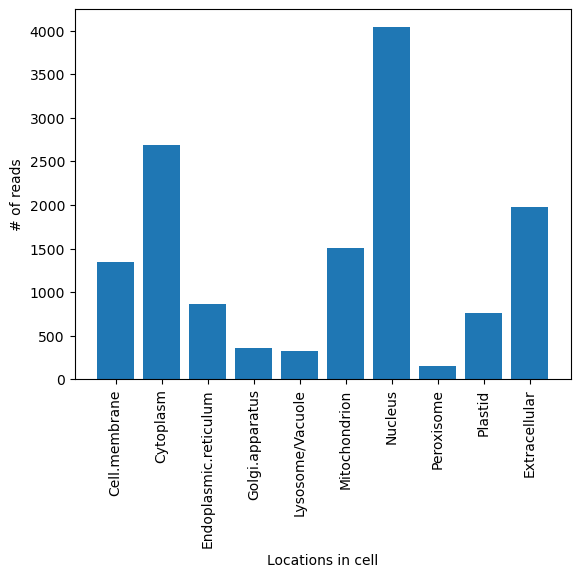 4000
3500
3000
2500
2000
1500
1000
500
0
# of reads
Cell.membrane
Cytoplasm
Endoplasmic.reticulum
Golgi.apparatus
Lysosome/Vacuole
Mitochondrion
Nucleus
Peroxisome
Plastid
Extracellular
Locations in cell